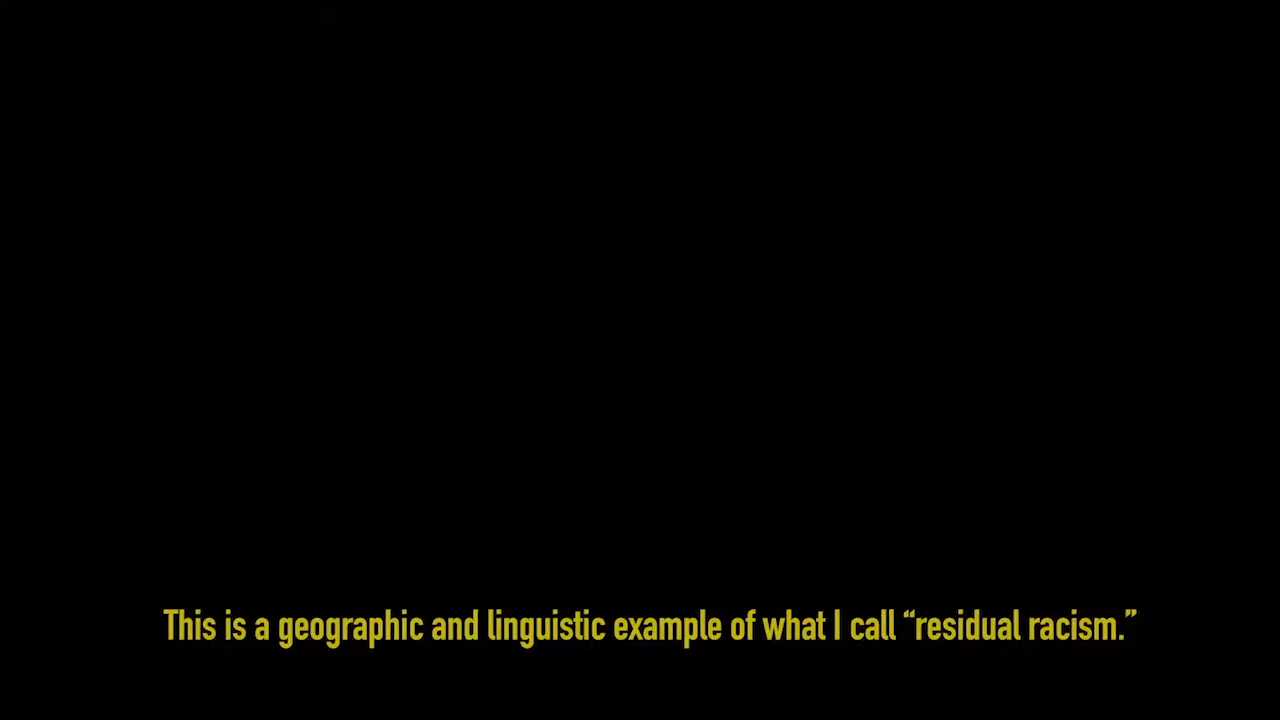 This is a geographic and linguistic example of what I call “residual racism.”